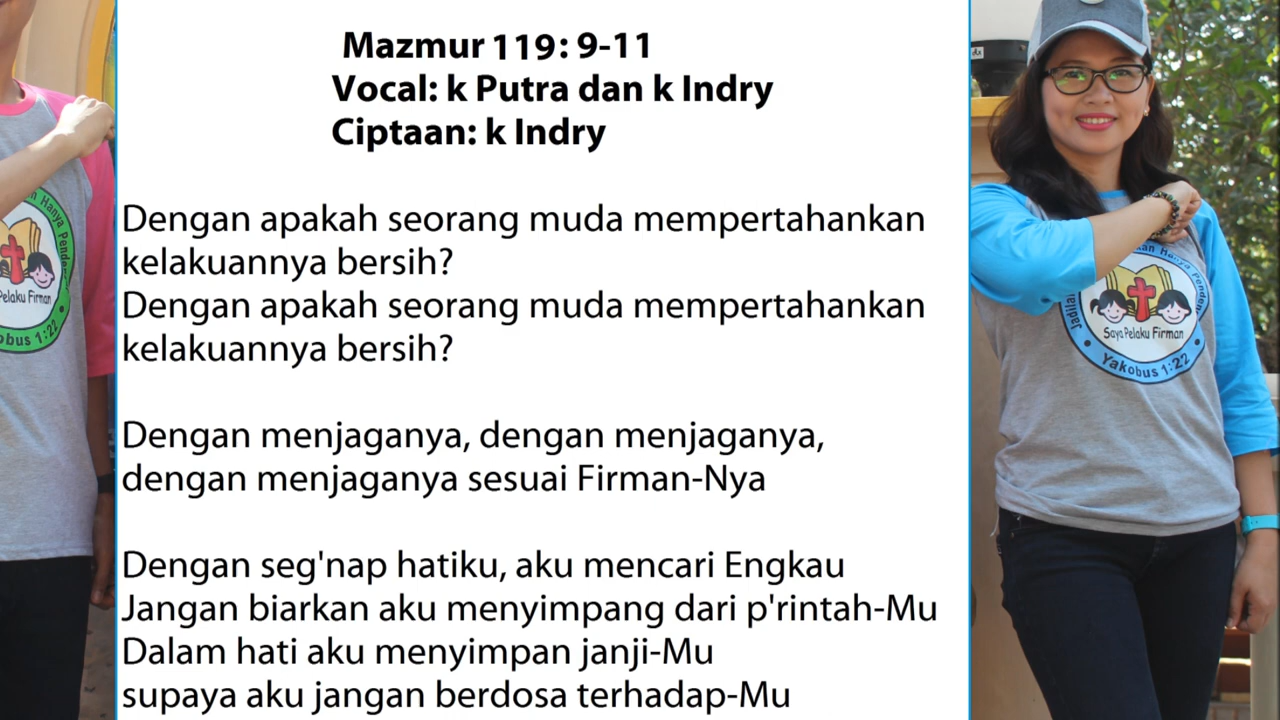 Mazmur 119: 9-11
Vocal: k Putra dan k Indry
Ciptaan: k Indry
Dengan apakah seorang muda mempertahankan
kelakuannya bersih?
Dengan apakah seorang muda mempertahankan
kelakuannya bersih?
Dengan menjaganya, dengan menjaganya,
dengan menjaganya sesuai Firman-Nya
Dengan seg'nap hatiku, aku mencari Engkau
Jangan biarkan aku menyimpang dari p'rintah-Mu
Dalam hati aku menyimpan janji-Mu
supaya aku jangan berdosa terhadap-Mu
Hanya
Pelaku Firman
1:22
Saya Pelaku Firman
Yakobus 1:22